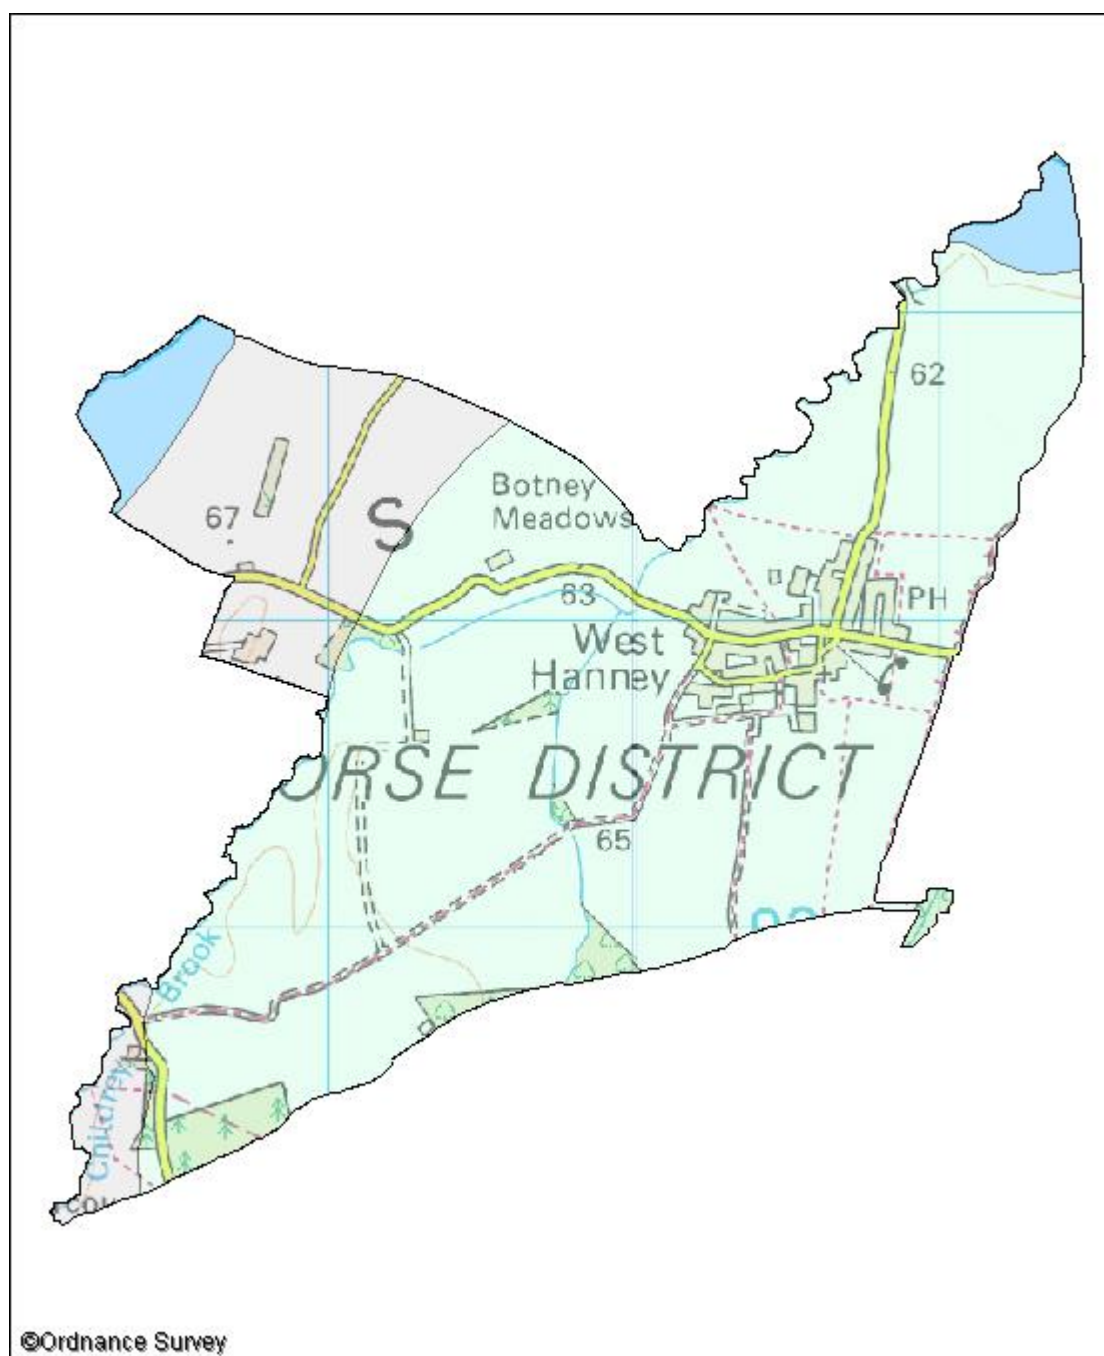 62
Botney
Meadows
67
S
63
PH
West
Hanney
ORSE DISTRICT
65
Brook
Childrey
©Ordnance Survey